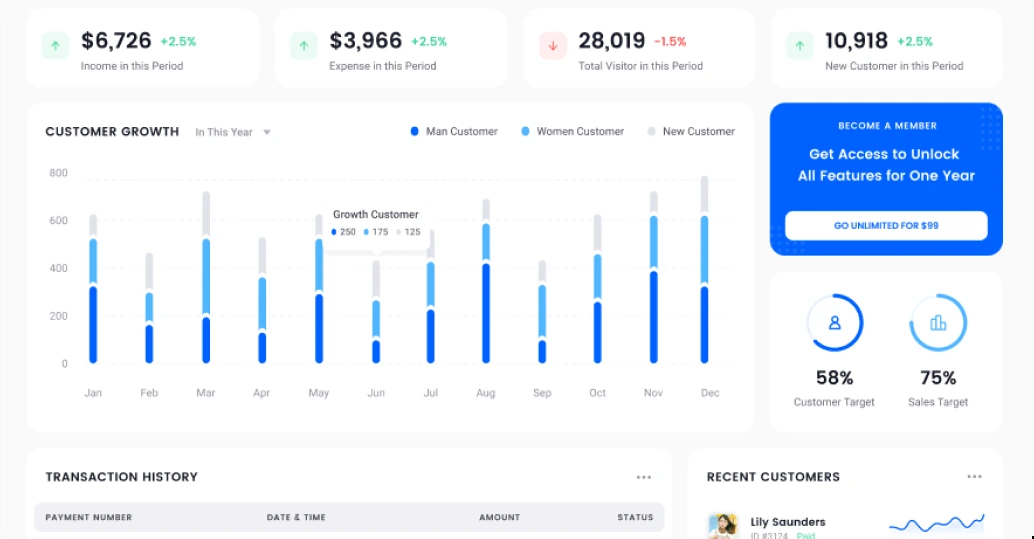 $6,726 +2.5%
Income in this Period
$3,966 +2.5%
Expense in this Period
28,019 -1.5%
Total Visitor in this Period
10,918 +2.5%
New Customer in this Period
CUSTOMER GROWTH In This Year
Man Customer Women Customer New Customer
800
600
400
200
0
Growth Customer
250 175 125
Jan Feb Mar Apr May Jun Jul Aug Sep Oct Nov Dec
BECOME A MEMBER
Get Access to Unlock
All Features for One Year
GO UNLIMITED FOR $99
58%
Customer Target
75%
Sales Target
TRANSACTION HISTORY
PAYMENT NUMBER DATE & TIME AMOUNT STATUS
RECENT CUSTOMERS
Lily Saunders
ID #3124 Paid